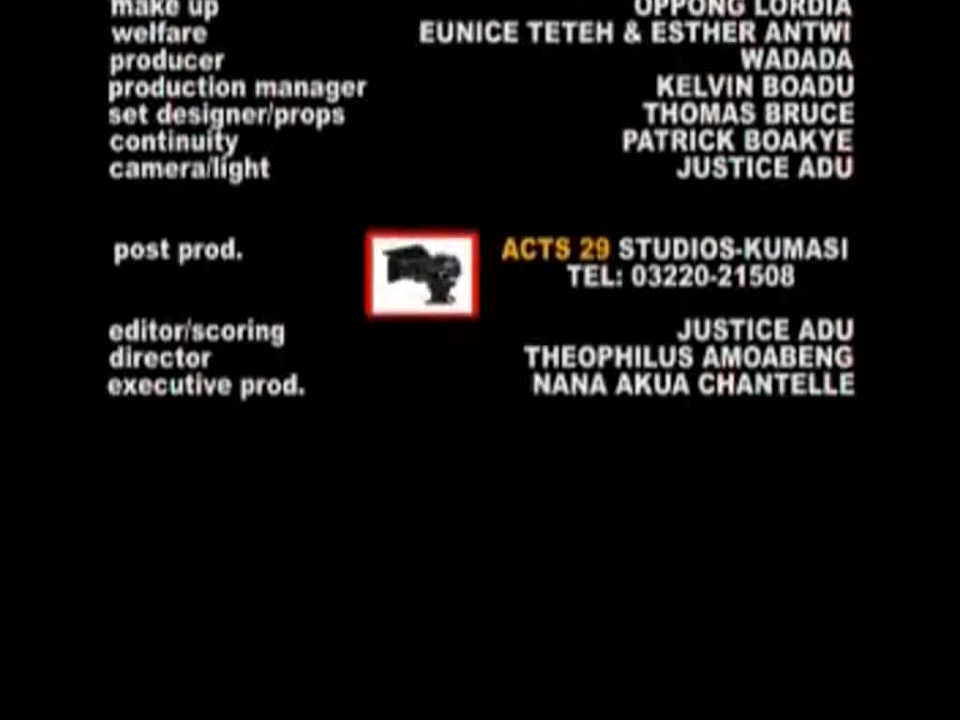 make up OPPONG LORDIA
welfare EUNICE TETEH & ESTHER ANTWI
producer WADADA
production manager KELVIN BOADU
set designer/props THOMAS BRUCE
continuity PATRICK BOAKYE
camera/light JUSTICE ADU
post prod. ACTS 29 STUDIOS-KUMASI
TEL: 03220-21508
editor/scoring JUSTICE ADU
director THEOPHILUS AMOABENG
executive prod. NANA AKUA CHANTELLE